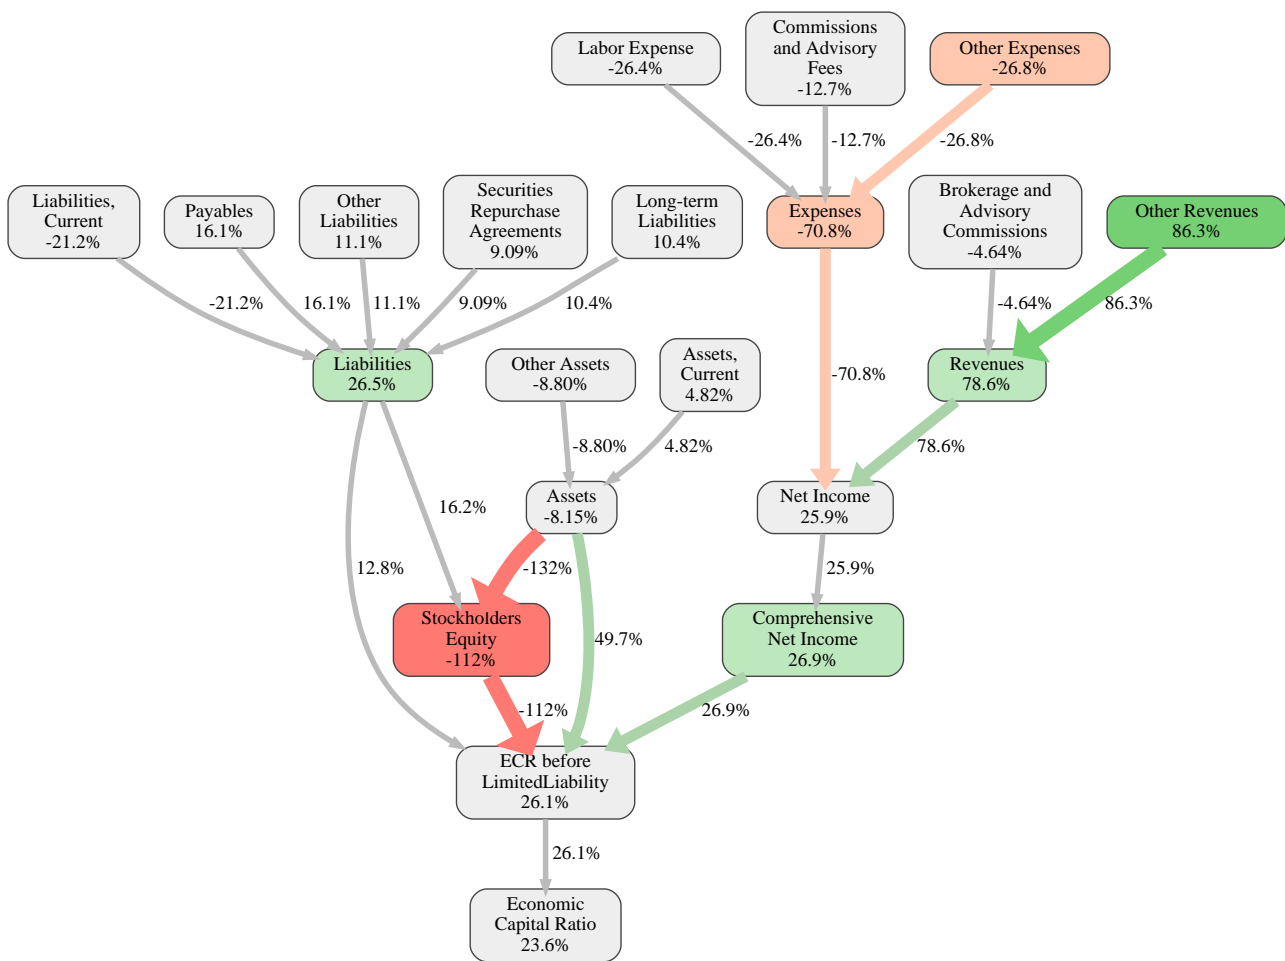 Labor Expense
-26.4%
Commissions
and Advisory
Fees
-12.7%
Other Expenses
-26.8%
-26.4%
-12.7%
-26.8%
Liabilities,
Current
-21.2%
Payables
16.1%
Other
Liabilities
11.1%
Securities
Repurchase
Agreements
9.09%
Long-term
Liabilities
10.4%
Expenses
-70.8%
Brokerage and
Advisory
Commissions
-4.64%
Other Revenues
86.3%
-21.2%
16.1%
11.1%
9.09%
10.4%
-4.64%
86.3%
Liabilities
26.5%
Other Assets
-8.80%
Assets,
Current
4.82%
-70.8%
Revenues
78.6%
-8.80%
4.82%
78.6%
16.2%
Assets
-8.15%
Net Income
25.9%
12.8%
-132%
25.9%
Stockholders
Equity
-112%
49.7%
Comprehensive
Net Income
26.9%
-112%
26.9%
ECR before
LimitedLiability
26.1%
26.1%
Economic
Capital Ratio
23.6%